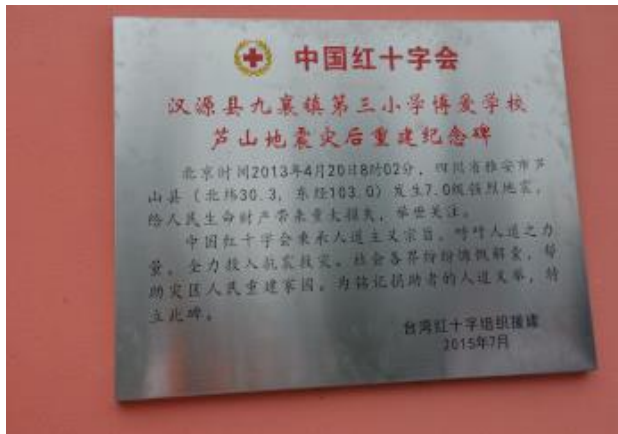 中国红十字会
汉源县九襄镇第三小学博爱学校
芦山地震灾后重建纪念碑
北京时间2013年4月20日8时02分，四川省雅安市芦
山县（北纬30.3，东经103.0）发生7.0级强烈地震，
给人民生命财产带来重大损失，举世关注。
中国红十字会秉承人道主义宗旨，呼吁人道之力
量，全力投入抗震救灾。社会各界纷纷慷慨解囊，帮
助灾区人民重建家园。为铭记捐助者的人道义举，特
立此碑。
台湾红十字组织援建
2015年7月